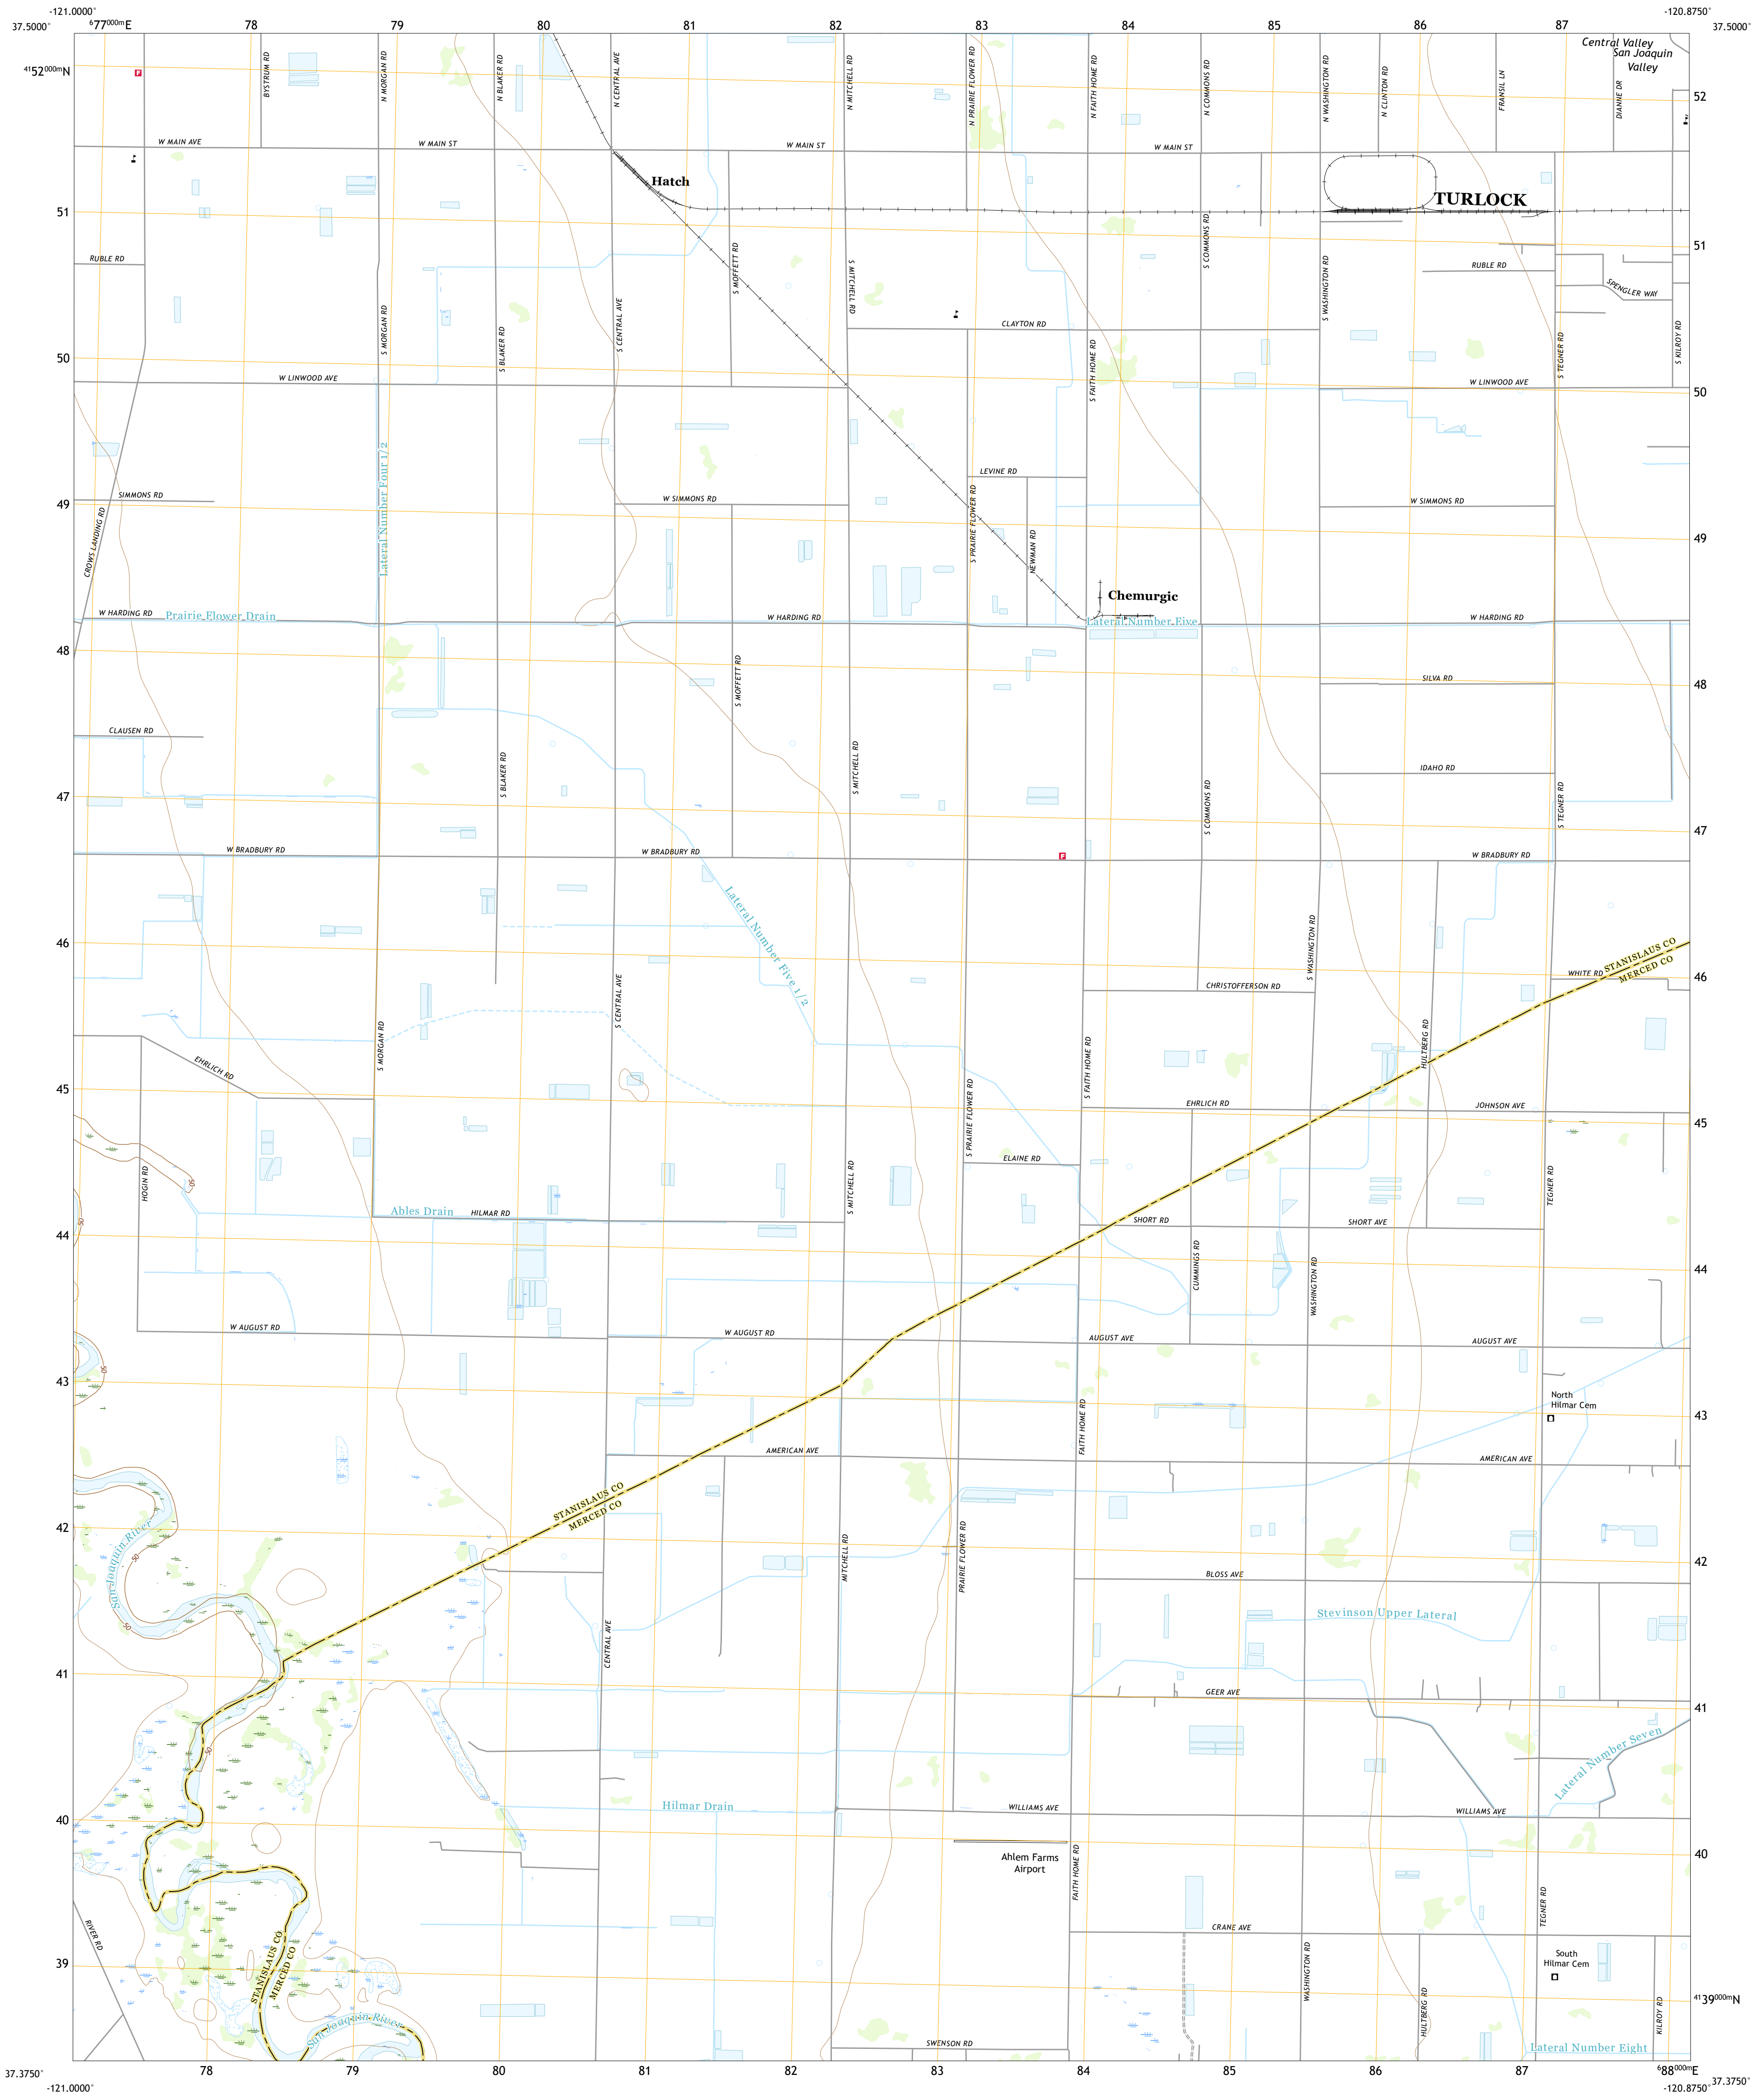 -121.0000°
-120.8750°
37.5000°
⁶77⁰⁰⁰ᵐE
78
79
80
81
82
83
84
85
86
87
37.5000°
Central Valley
San Joaquin
Valley
⁴¹52⁰⁰⁰ᵐN
52
BYSTRUM RD
N MORGAN RD
N BLAKER RD
N CENTRAL AVE
N MITCHELL RD
N PRAIRIE FLOWER RD
N FAITH HOME RD
N COMMONS RD
N WASHINGTON RD
N CLINTON RD
FRANSIL LN
DIANNE DR
F
W MAIN AVE
W MAIN ST
W MAIN ST
W MAIN ST
Hatch
TURLOCK
51
51
RUBLE RD
S MOFFETT RD
S MITCHELL RD
S COMMONS RD
S WASHINGTON RD
RUBLE RD
SPENGLER WAY
S MORGAN RD
S BLAKER RD
S CENTRAL AVE
CLAYTON RD
S FAITH HOME RD
S TEGNER RD
S KILROY RD
50
W LINWOOD AVE
W LINWOOD AVE
50
Lateral Number Four 1/2
LEVINE RD
SIMMONS RD
W SIMMONS RD
W SIMMONS RD
49
CROWS LANDING RD
S PRAIRIE FLOWER RD
NEWMAN RD
49
Chemurgic
W HARDING RD
Prairie Flower Drain
W HARDING RD
Lateral Number Five
W HARDING RD
48
S MOFFETT RD
SILVA RD
48
CLAUSEN RD
S BLAKER RD
S MITCHELL RD
S COMMONS RD
IDAHO RD
S TEGNER RD
47
47
W BRADBURY RD
W BRADBURY RD
F
W BRADBURY RD
Lateral Number Five 1/2
S WASHINGTON RD
46
STANISLAUS CO
MERCED CO
WHITE RD
46
S CENTRAL AVE
CHRISTOFFERSON RD
S MORGAN RD
EHRLICH RD
S FAITH HOME RD
HULTBERG RD
45
S PRAIRIE FLOWER RD
EHRLICH RD
JOHNSON AVE
45
HOGIN RD
50
S MITCHELL RD
ELAINE RD
TEGNER RD
50
Ables Drain
HILMAR RD
SHORT RD
SHORT AVE
44
CUMMINGS RD
WASHINGTON RD
44
W AUGUST RD
W AUGUST RD
AUGUST AVE
AUGUST AVE
50
43
North
Hilmar Cem
FAITH HOME RD
43
AMERICAN AVE
AMERICAN AVE
STANISLAUS CO
MERCED CO
42
San Joaquin River
50
MITCHELL RD
PRAIRIE FLOWER RD
42
BLOSS AVE
Stevinson Upper Lateral
50
CENTRAL AVE
41
GEER AVE
41
50
Lateral Number Seven
Hilmar Drain
WILLIAMS AVE
WILLIAMS AVE
40
Ahlem Farms
Airport
FAITH HOME RD
40
RIVER RD
CRANE AVE
TEGNER RD
STANISLAUS CO
MERCED CO
39
WASHINGTON RD
South
Hilmar Cem
HULTBERG RD
KILROY RD
⁴¹39⁰⁰⁰ᵐN
San Joaquin River
SWENSON RD
Lateral Number Eight
37.3750°
78
79
80
81
82
83
84
85
86
87
⁶88⁰⁰⁰ᵐE
37.3750°
-121.0000°
-120.8750°